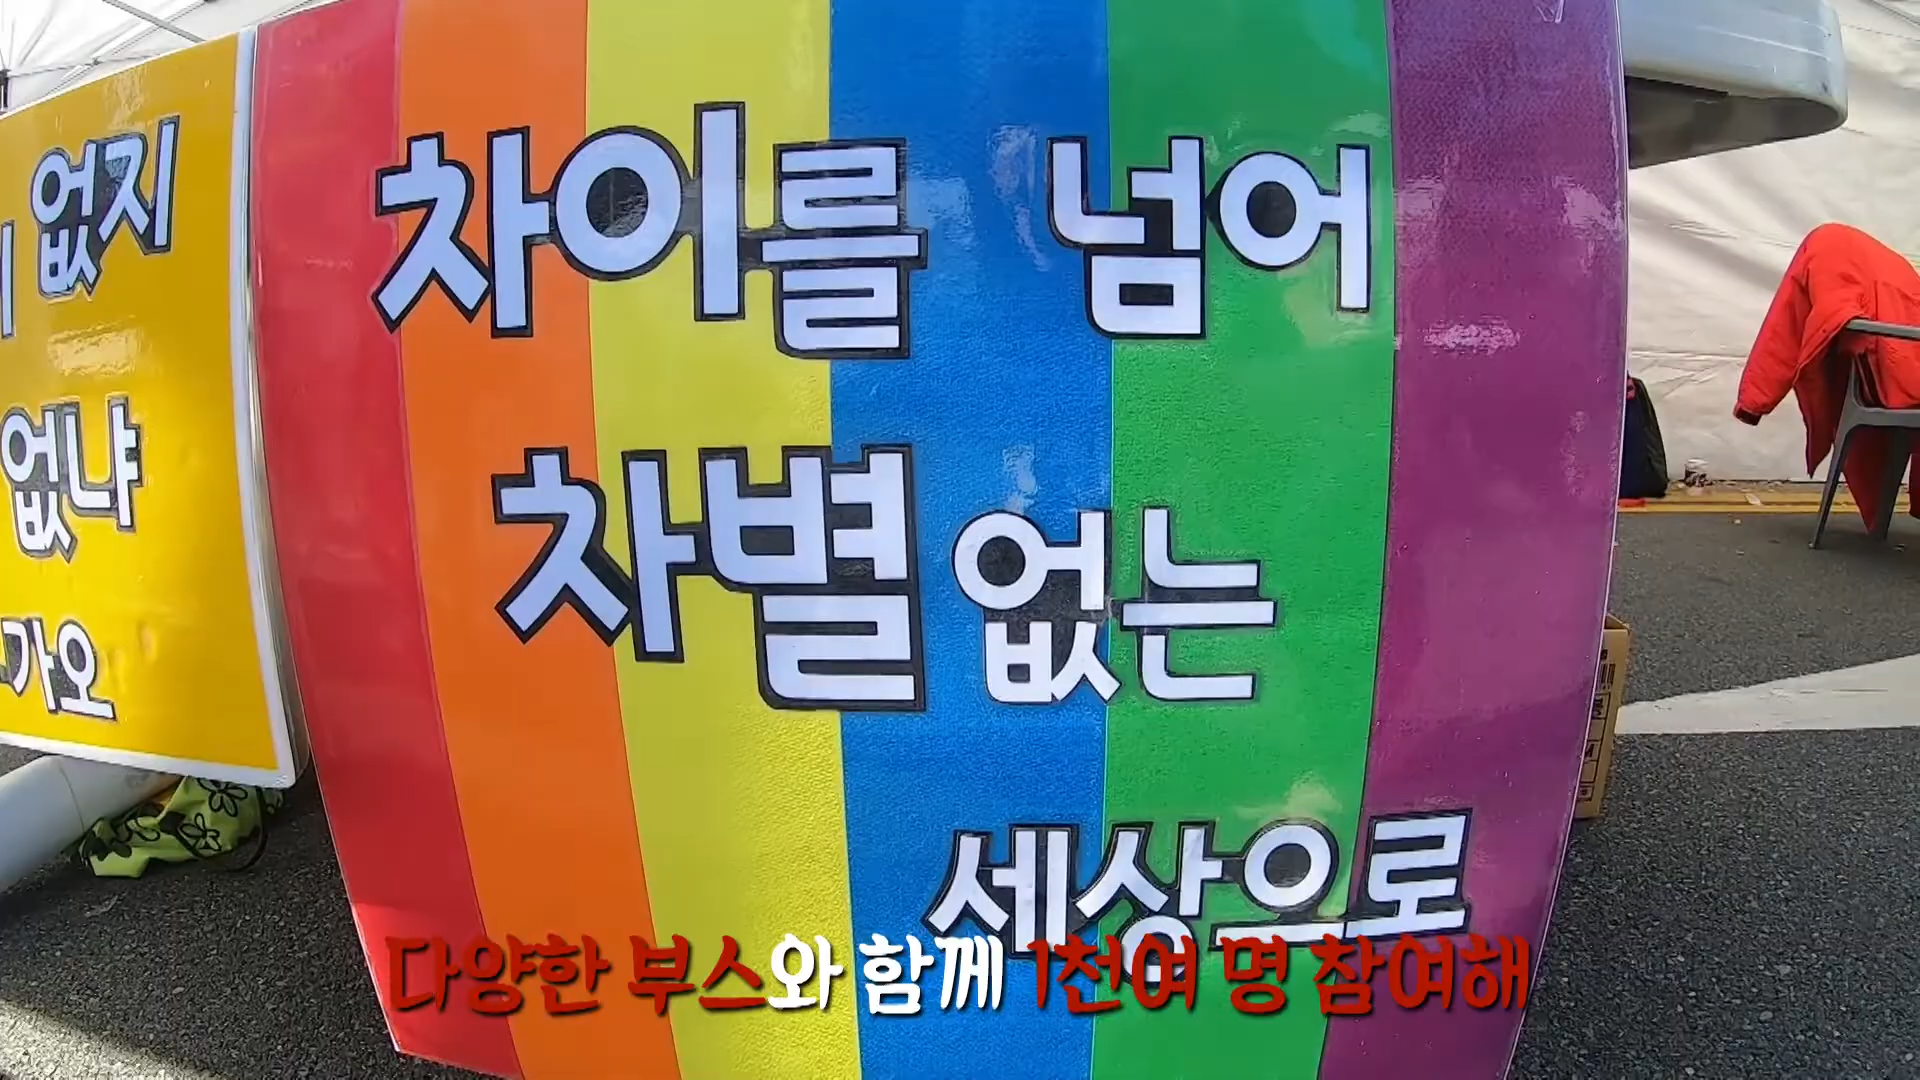 없지
없냐
가오
차이를 넘어
차별없는
세상으로
다양한 부스와 함께 1천여 명 참여해